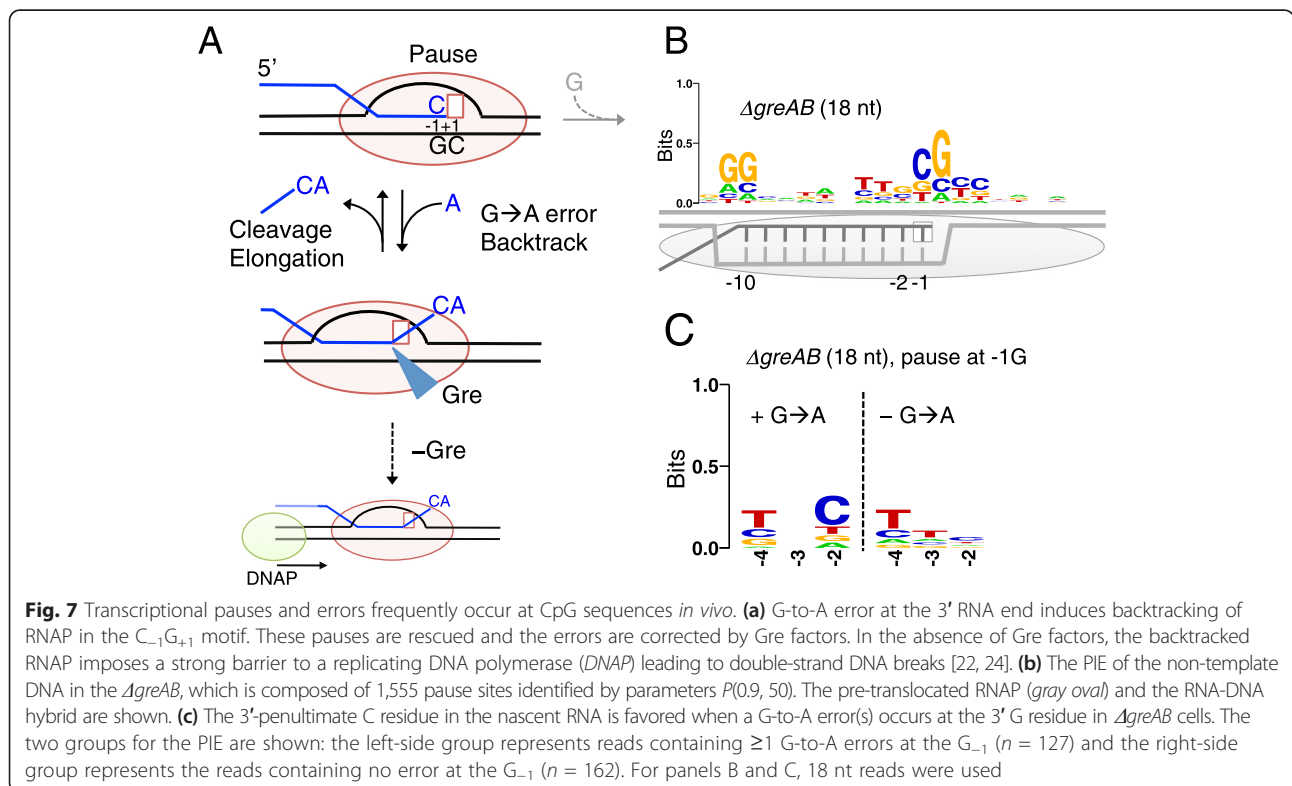 A
Pause
5'
C
-1+1
GC
G
CA
Cleavage
Elongation
A
G→A error
Backtrack
CA
Gre
–Gre
CA
DNAP
B
1.0
ΔgreAB (18 nt)
Bits
0.5
0.0
GG
CG
-10
-2 -1
C
ΔgreAB (18 nt), pause at -1G
1.0
+ G→A
– G→A
Bits
0.5
0.0
T
C
G
C
T
G
A
T
C
A
G
T
-4
-3
-2
-4
-3
-2
Fig. 7 Transcriptional pauses and errors frequently occur at CpG sequences in vivo. (a) G-to-A error at the 3′ RNA end induces backtracking of
RNAP in the C₋₁G₊₁ motif. These pauses are rescued and the errors are corrected by Gre factors. In the absence of Gre factors, the backtracked
RNAP imposes a strong barrier to a replicating DNA polymerase (DNAP) leading to double-strand DNA breaks [22, 24]. (b) The PIE of the non-template
DNA in the ΔgreAB, which is composed of 1,555 pause sites identified by parameters P(0.9, 50). The pre-translocated RNAP (gray oval) and the RNA-DNA
hybrid are shown. (c) The 3′-penultimate C residue in the nascent RNA is favored when a G-to-A error(s) occurs at the 3′ G residue in ΔgreAB cells. The
two groups for the PIE are shown: the left-side group represents reads containing ≥1 G-to-A errors at the G₋₁ (n = 127) and the right-side
group represents the reads containing no error at the G₋₁ (n = 162). For panels B and C, 18 nt reads were used